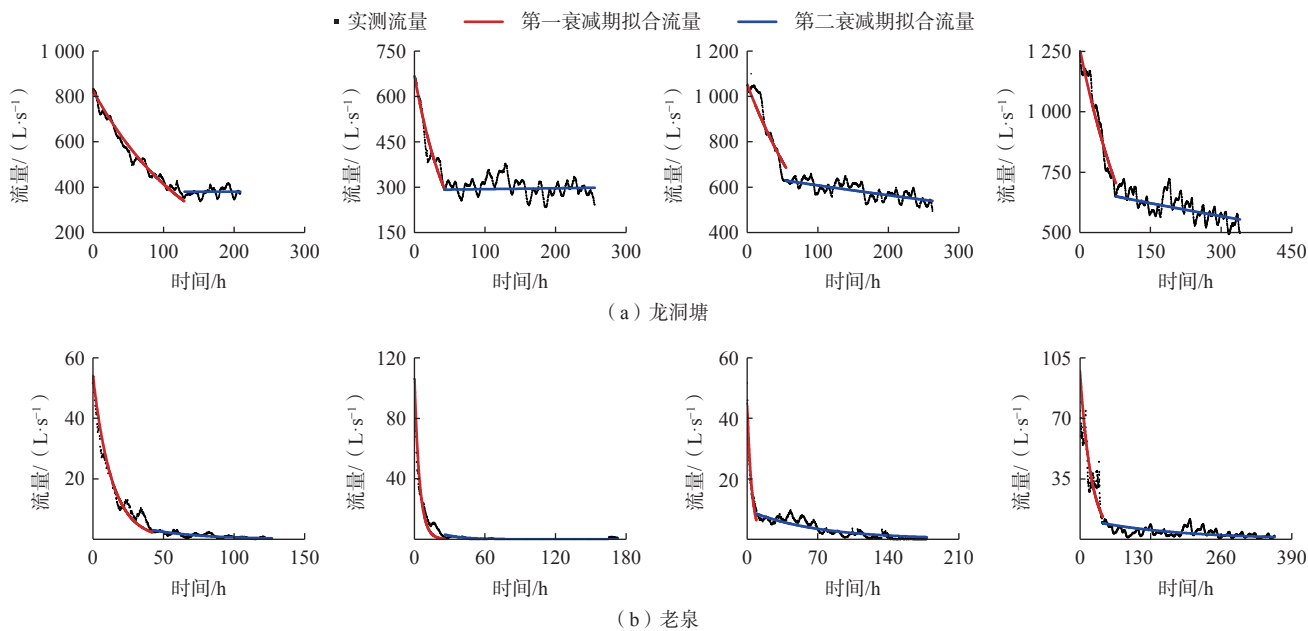 实测流量 第一衰减期拟合流量 第二衰减期拟合流量
1 000 750 1 200 1 250
800 600 1 000 1 000
600 450 800 750
400 300 600 500
200 150 400
流量/（L·s⁻¹） 流量/（L·s⁻¹） 流量/（L·s⁻¹） 流量/（L·s⁻¹）
0 100 200 300 0 100 200 300 0 100 200 300 0 150 300 450
时间/h 时间/h 时间/h 时间/h
（a）龙洞塘
60 120 60 105
40 80 40 70
20 40 20 35
流量/（L·s⁻¹） 流量/（L·s⁻¹） 流量/（L·s⁻¹） 流量/（L·s⁻¹）
0 50 100 150 0 60 120 180 0 70 140 210 0 130 260 390
时间/h 时间/h 时间/h 时间/h
（b）老泉